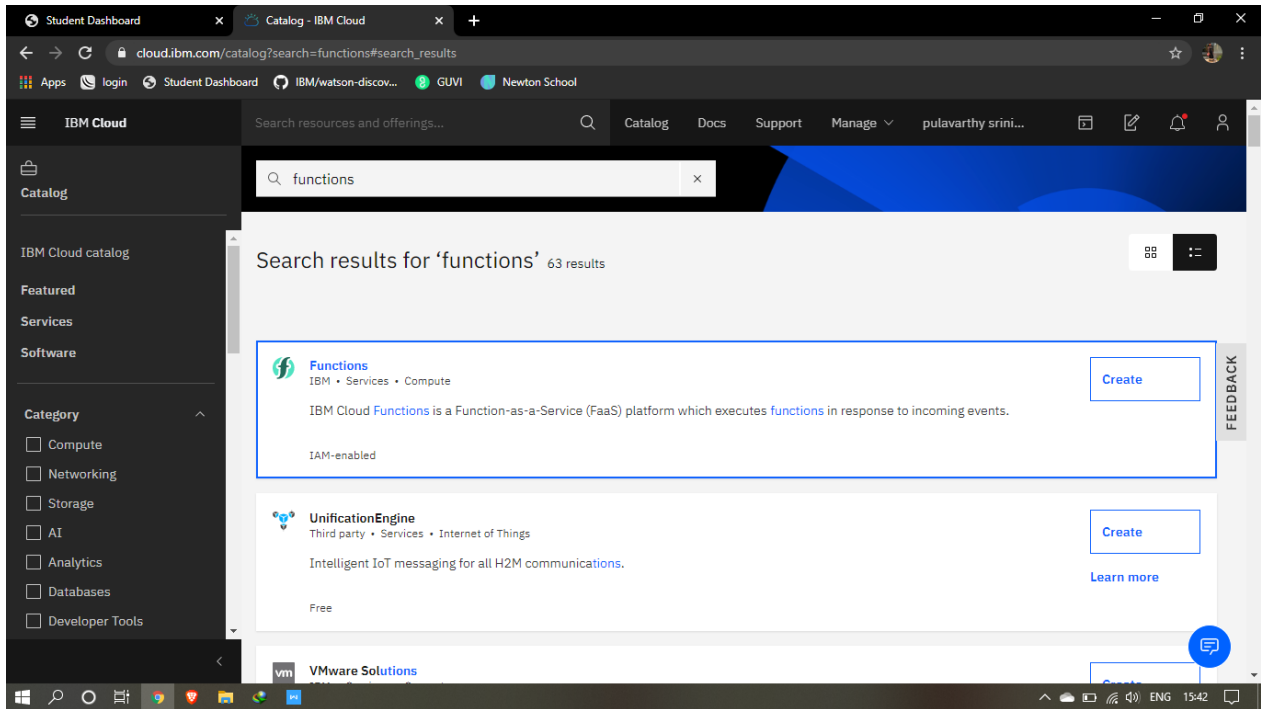 Student Dashboard
Catalog - IBM Cloud
cloud.ibm.com/catalog?search=functions#search_results
Apps login Student Dashboard IBM/watson-discov... GUVI Newton School
IBM Cloud
Search resources and offerings...
Catalog Docs Support Manage pulavarthy srini...
Catalog
IBM Cloud catalog
Featured
Services
Software
Category
Compute
Networking
Storage
AI
Analytics
Databases
Developer Tools
functions
Search results for ‘functions’ 63 results
Functions
IBM • Services • Compute
IBM Cloud Functions is a Function-as-a-Service (FaaS) platform which executes functions in response to incoming events.
IAM-enabled
Create
UnificationEngine
Third party • Services • Internet of Things
Intelligent IoT messaging for all H2M communications.
Free
Create
Learn more
vm
VMware Solutions
FEEDBACK
ENG 15:42